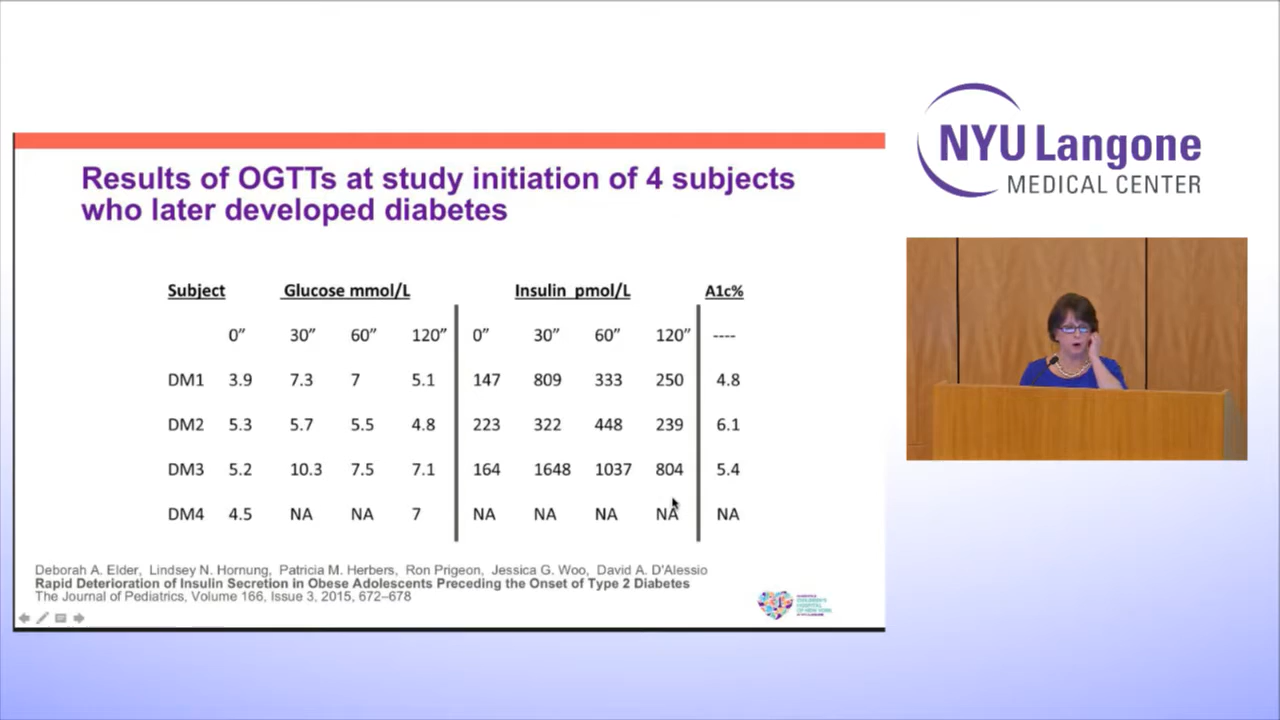 NYU Langone
MEDICAL CENTER
Results of OGTTs at study initiation of 4 subjects
who later developed diabetes
Subject Glucose mmol/L Insulin pmol/L A1c%
0” 30” 60” 120” 0” 30” 60” 120” ----
DM1 3.9 7.3 7 5.1 147 809 333 250 4.8
DM2 5.3 5.7 5.5 4.8 223 322 448 239 6.1
DM3 5.2 10.3 7.5 7.1 164 1648 1037 804 5.4
DM4 4.5 NA NA 7 NA NA NA NA NA
Deborah A. Elder, Lindsey N. Hornung, Patricia M. Herbers, Ron Prigeon, Jessica G. Woo, David A. D'Alessio
Rapid Deterioration of Insulin Secretion in Obese Adolescents Preceding the Onset of Type 2 Diabetes
The Journal of Pediatrics, Volume 166, Issue 3, 2015, 672–678